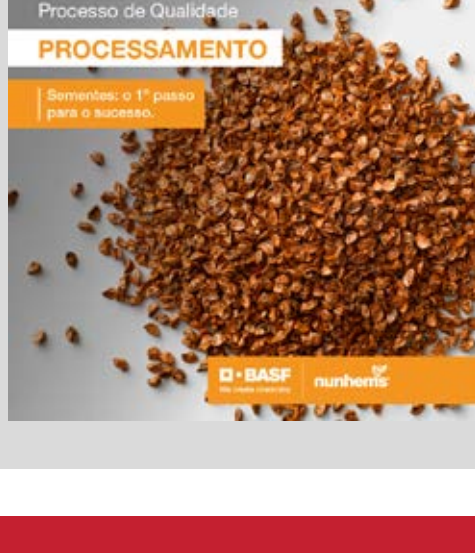 Processo de Qualidade
PROCESSAMENTO
Sementes: o 1º passo
para o sucesso.
BASF
We create chemistry
nunhems